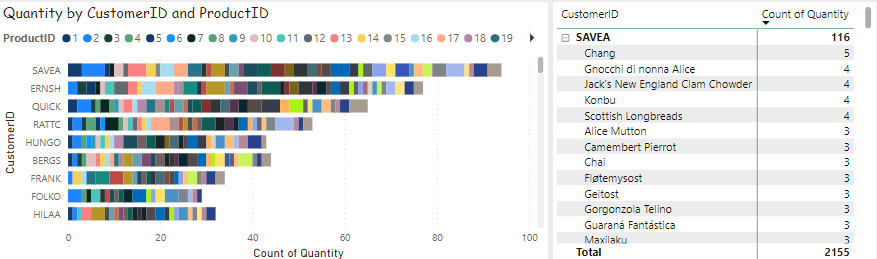 Quantity by CustomerID and ProductID
ProductID 1 2 3 4 5 6 7 8 9 10 11 12 13 14 15 16 17 18 19
SAVEA
ERNSH
QUICK
RATTC
HUNGO
BERGS
FRANK
FOLKO
HILAA
CustomerID
0 20 40 60 80 100
Count of Quantity
CustomerID Count of Quantity
SAVEA 116
Chang 5
Gnocchi di nonna Alice 4
Jack's New England Clam Chowder 4
Konbu 4
Scottish Longbreads 4
Alice Mutton 3
Camembert Pierrot 3
Chai 3
Fløtemysost 3
Geitost 3
Gorgonzola Telino 3
Guaraná Fantástica 3
Maxilaku 3
Total 2155